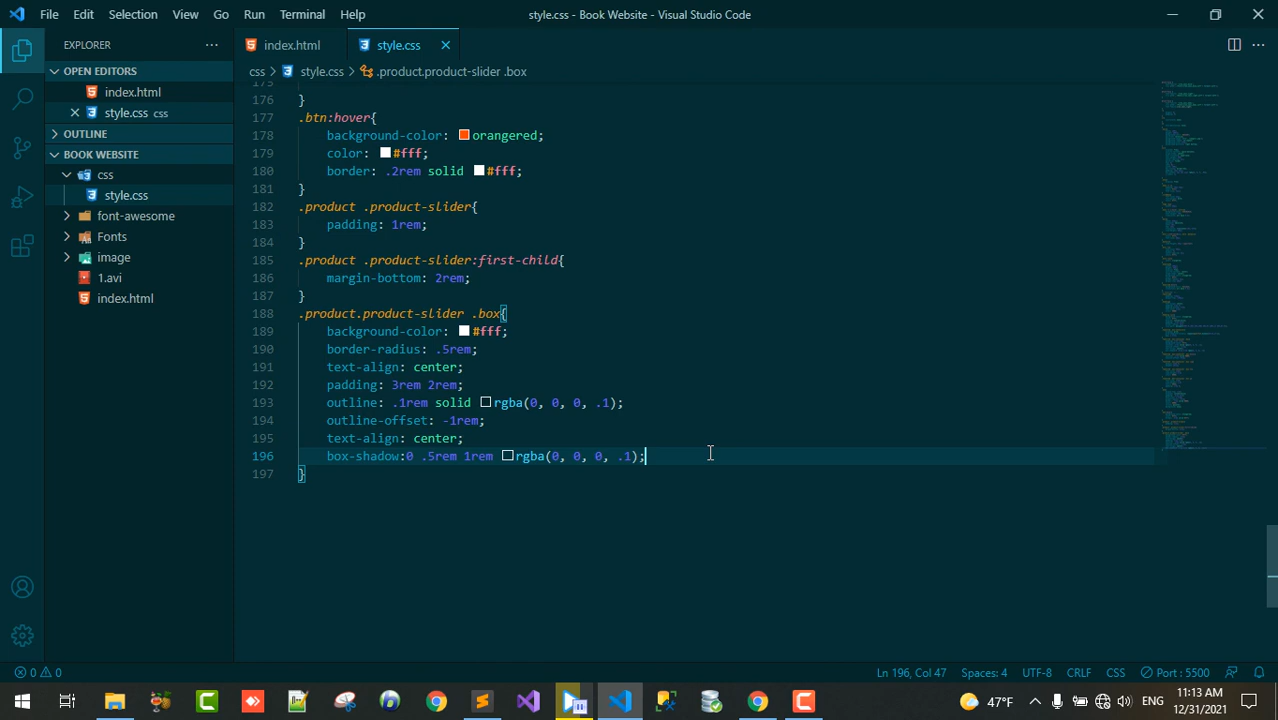 File Edit Selection View Go Run Terminal Help
style.css - Book Website - Visual Studio Code
EXPLORER
OPEN EDITORS
index.html
style.css css
OUTLINE
BOOK WEBSITE
css
style.css
font-awesome
Fonts
image
1.avi
index.html
index.html style.css
css style.css .product.product-slider .box
176 }
177 .btn:hover{
178 background-color: orangered;
179 color: #fff;
180 border: .2rem solid #fff;
181 }
182 .product .product-slider{
183 padding: 1rem;
184 }
185 .product .product-slider:first-child{
186 margin-bottom: 2rem;
187 }
188 .product.product-slider .box{
189 background-color: #fff;
190 border-radius: .5rem;
191 text-align: center;
192 padding: 3rem 2rem;
193 outline: .1rem solid rgba(0, 0, 0, .1);
194 outline-offset: -1rem;
195 text-align: center;
196 box-shadow:0 .5rem 1rem rgba(0, 0, 0, .1);
197 }
0 0
Ln 196, Col 47 Spaces: 4 UTF-8 CRLF CSS Port : 5500
47°F ENG
11:13 AM
12/31/2021